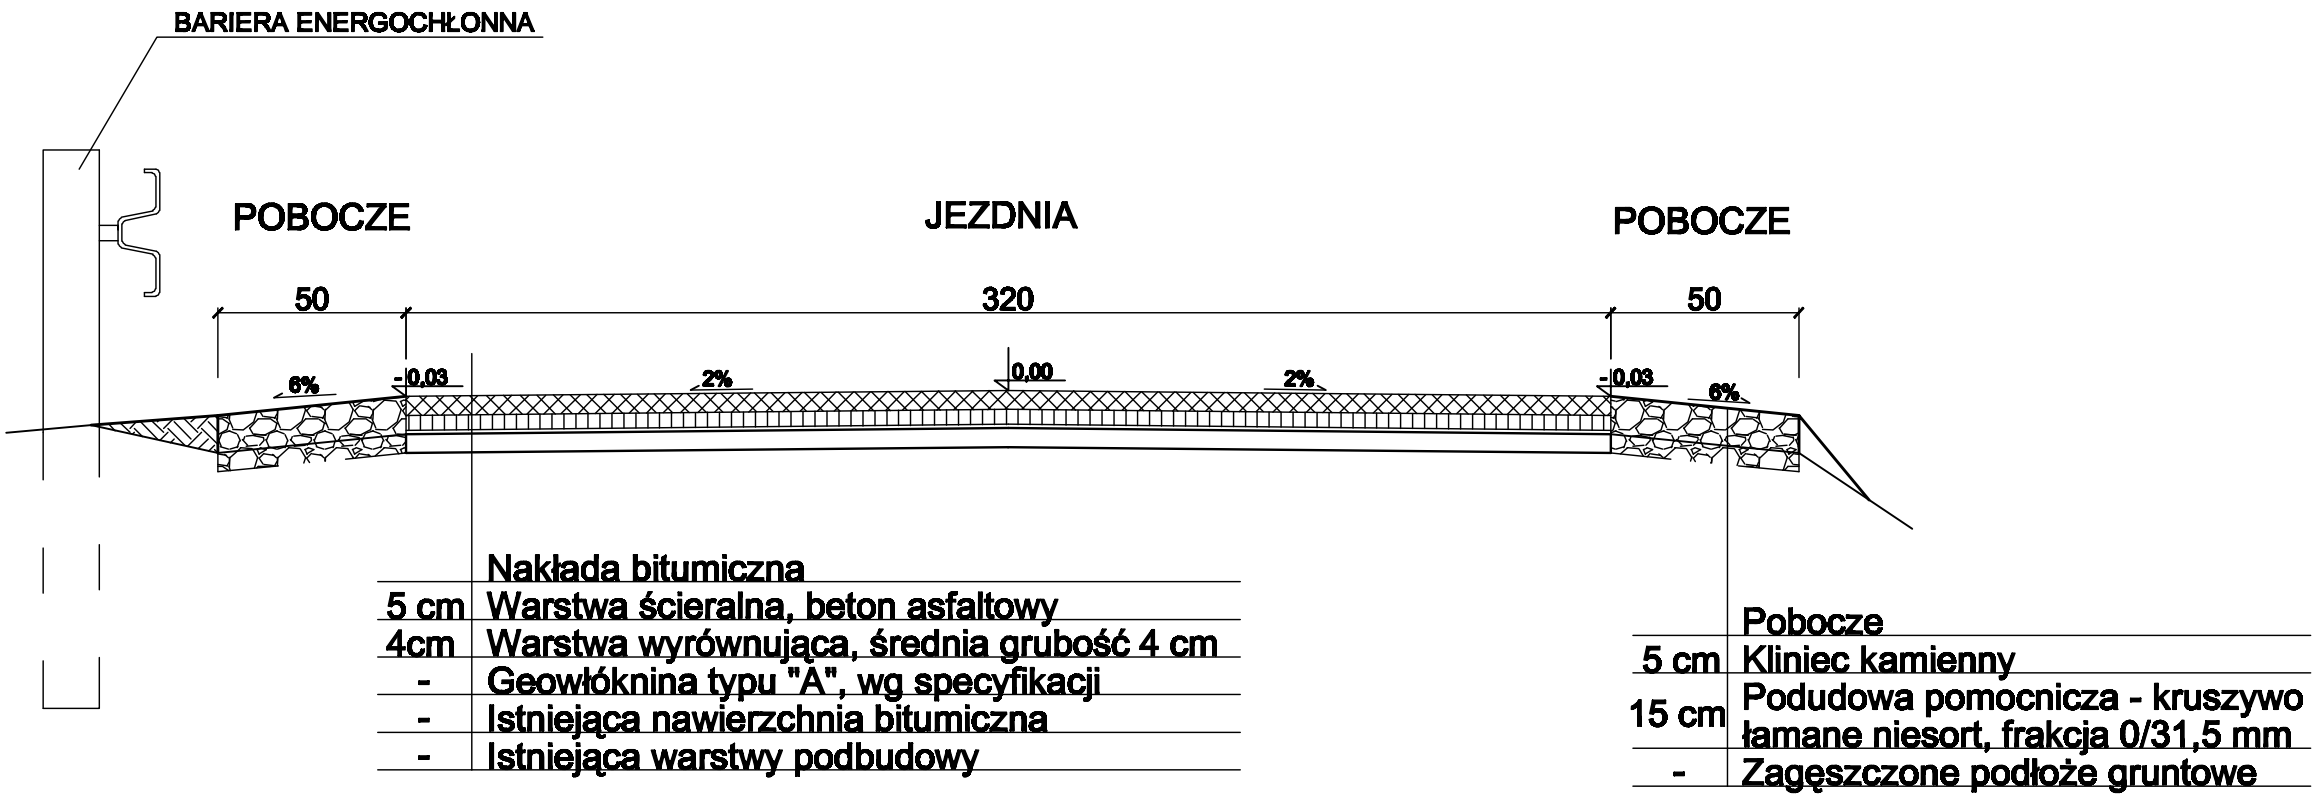 BARIERA ENERGOCHŁONNA
POBOCZE JEZDNIA POBOCZE
50 320 50
6% - 0,03 2% 0,00 2% - 0,03 6%
Nakłada bitumiczna
5 cm Warstwa ścieralna, beton asfaltowy
4cm Warstwa wyrównująca, średnia grubość 4 cm
- Geowłóknina typu "A", wg specyfikacji
- Istniejąca nawierzchnia bitumiczna
- Istniejąca warstwy podbudowy
Pobocze
5 cm Kliniec kamienny
15 cm Podudowa pomocnicza - kruszywo
łamane niesort, frakcja 0/31,5 mm
- Zagęszczone podłoże gruntowe